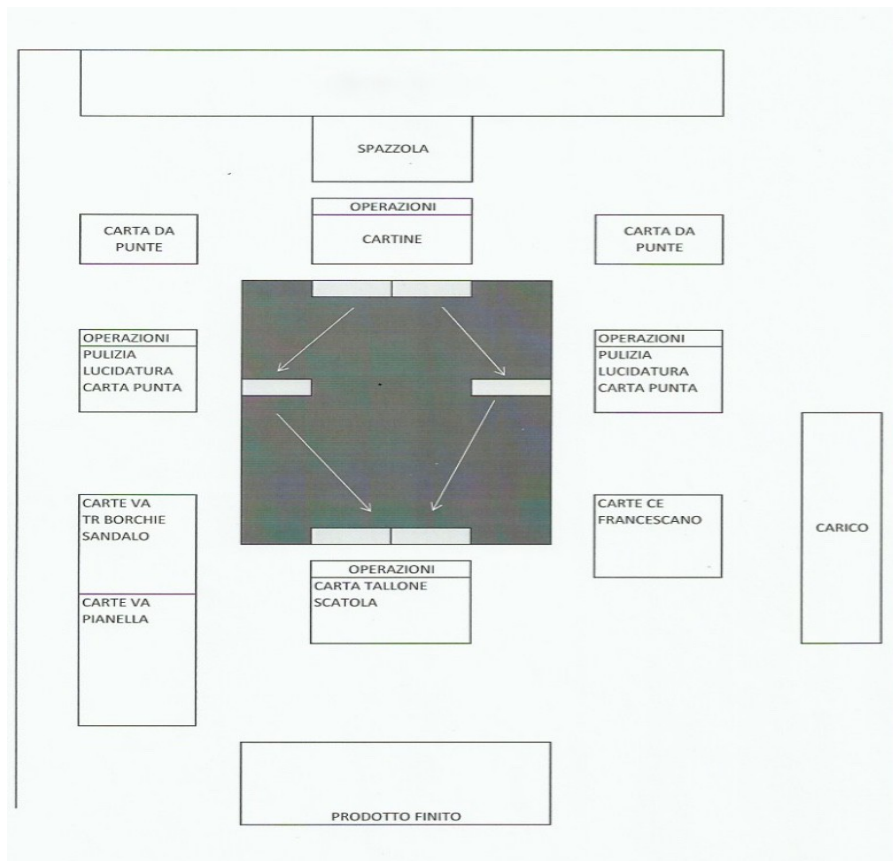 SPAZZOLA
OPERAZIONI
CARTINE
CARTA DA
PUNTE
CARTA DA
PUNTE
OPERAZIONI
PULIZIA
LUCIDATURA
CARTA PUNTA
OPERAZIONI
PULIZIA
LUCIDATURA
CARTA PUNTA
CARTE VA
TR BORCHIE
SANDALO
CARTE CE
FRANCESCANO
CARICO
OPERAZIONI
CARTA TALLONE
SCATOLA
CARTE VA
PIANELLA
PRODOTTO FINITO